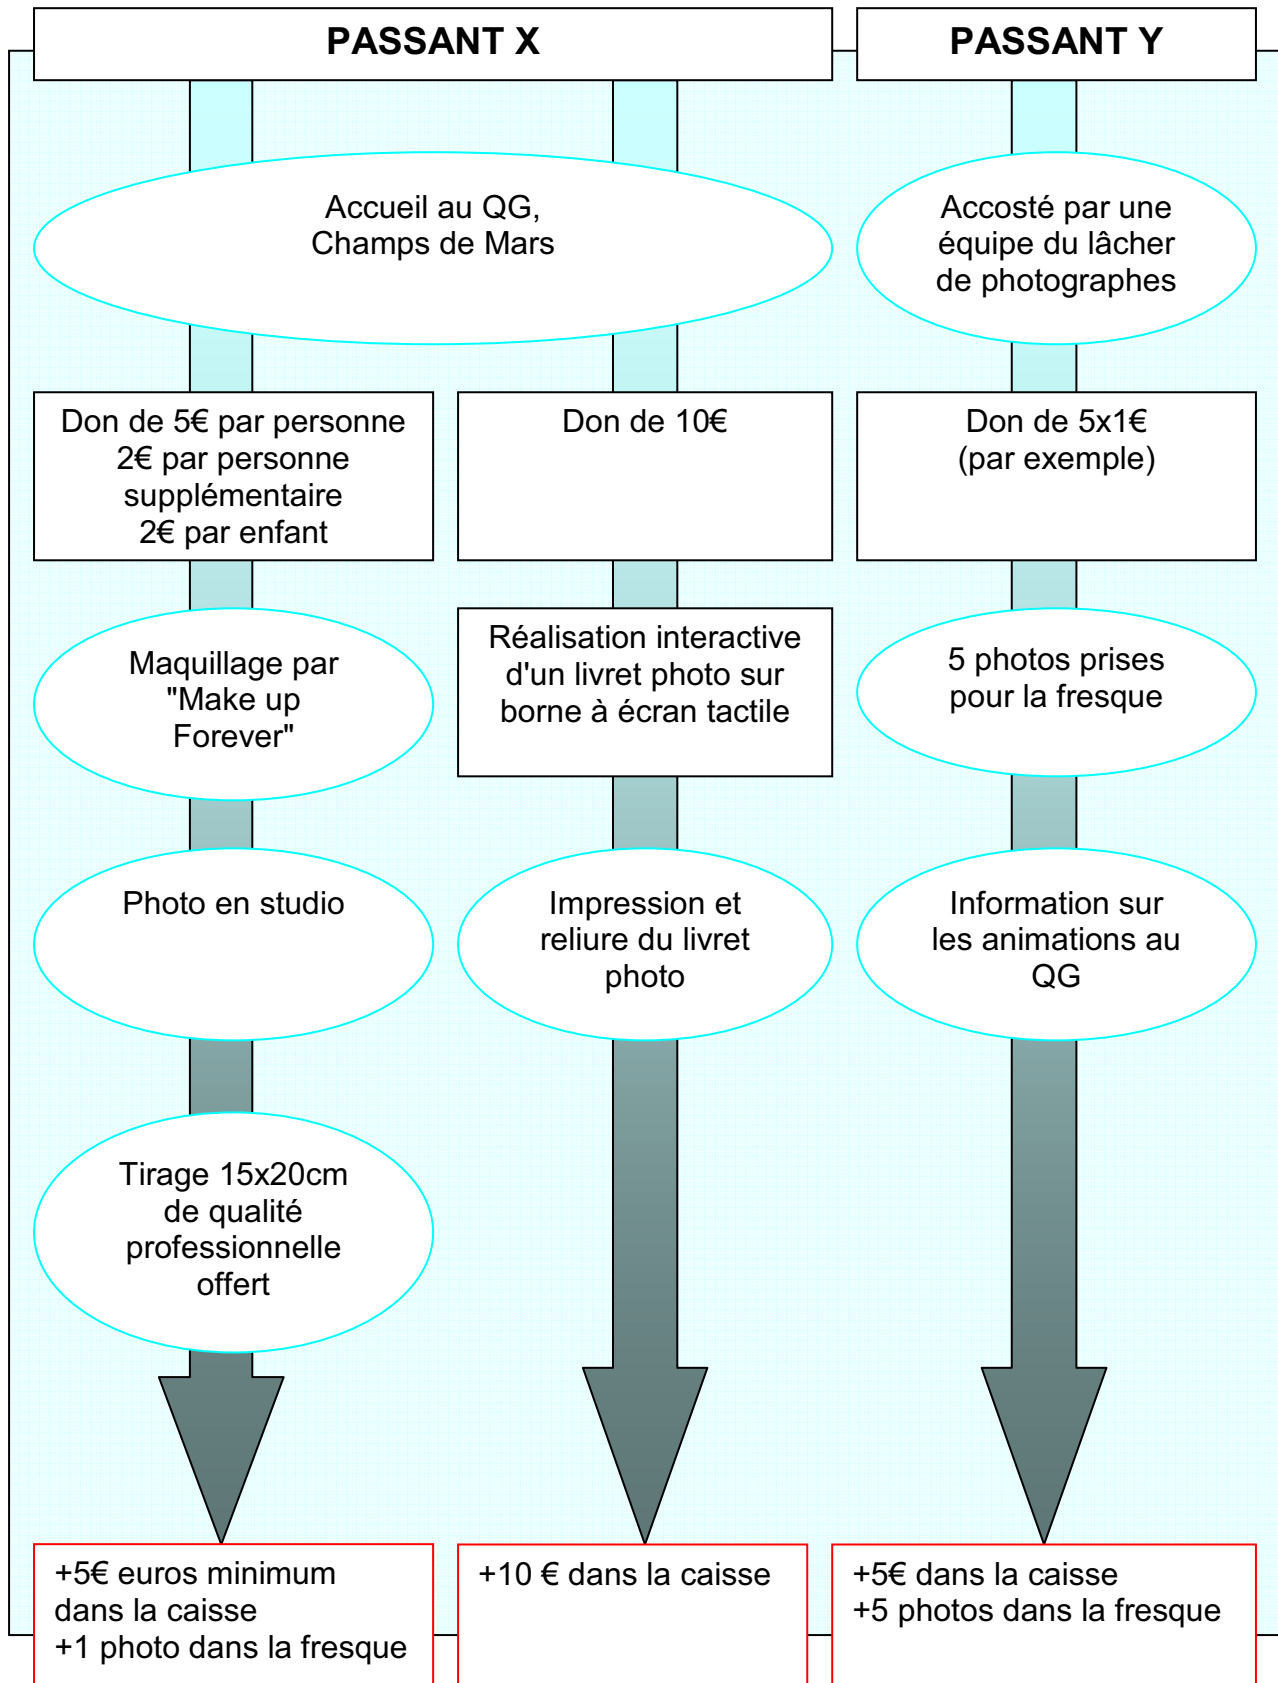 PASSANT X
PASSANT Y
Accueil au QG,
Champs de Mars
Accosté par une
équipe du lâcher
de photographes
Don de 5€ par personne
2€ par personne
supplémentaire
2€ par enfant
Don de 10€
Don de 5x1€
(par exemple)
Maquillage par
"Make up
Forever"
Réalisation interactive
d'un livret photo sur
borne à écran tactile
5 photos prises
pour la fresque
Photo en studio
Impression et
reliure du livret
photo
Information sur
les animations au
QG
Tirage 15x20cm
de qualité
professionnelle
offert
+5€ euros minimum
dans la caisse
+1 photo dans la fresque
+10 € dans la caisse
+5€ dans la caisse
+5 photos dans la fresque